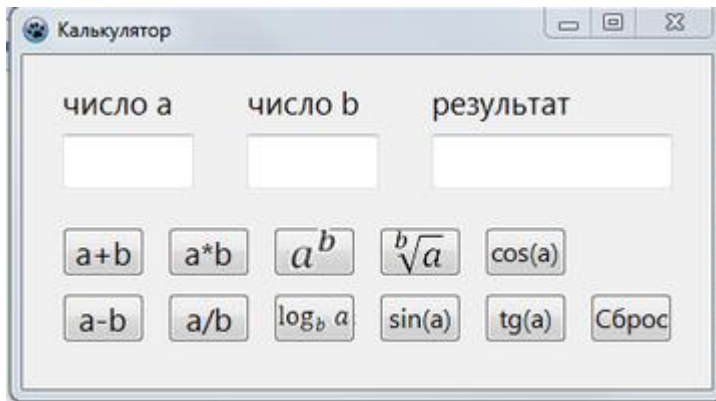 Калькулятор
число a число b результат
a+b a*b a^b ᵇ√a cos(a)
a-b a/b log_b a sin(a) tg(a) Сброс